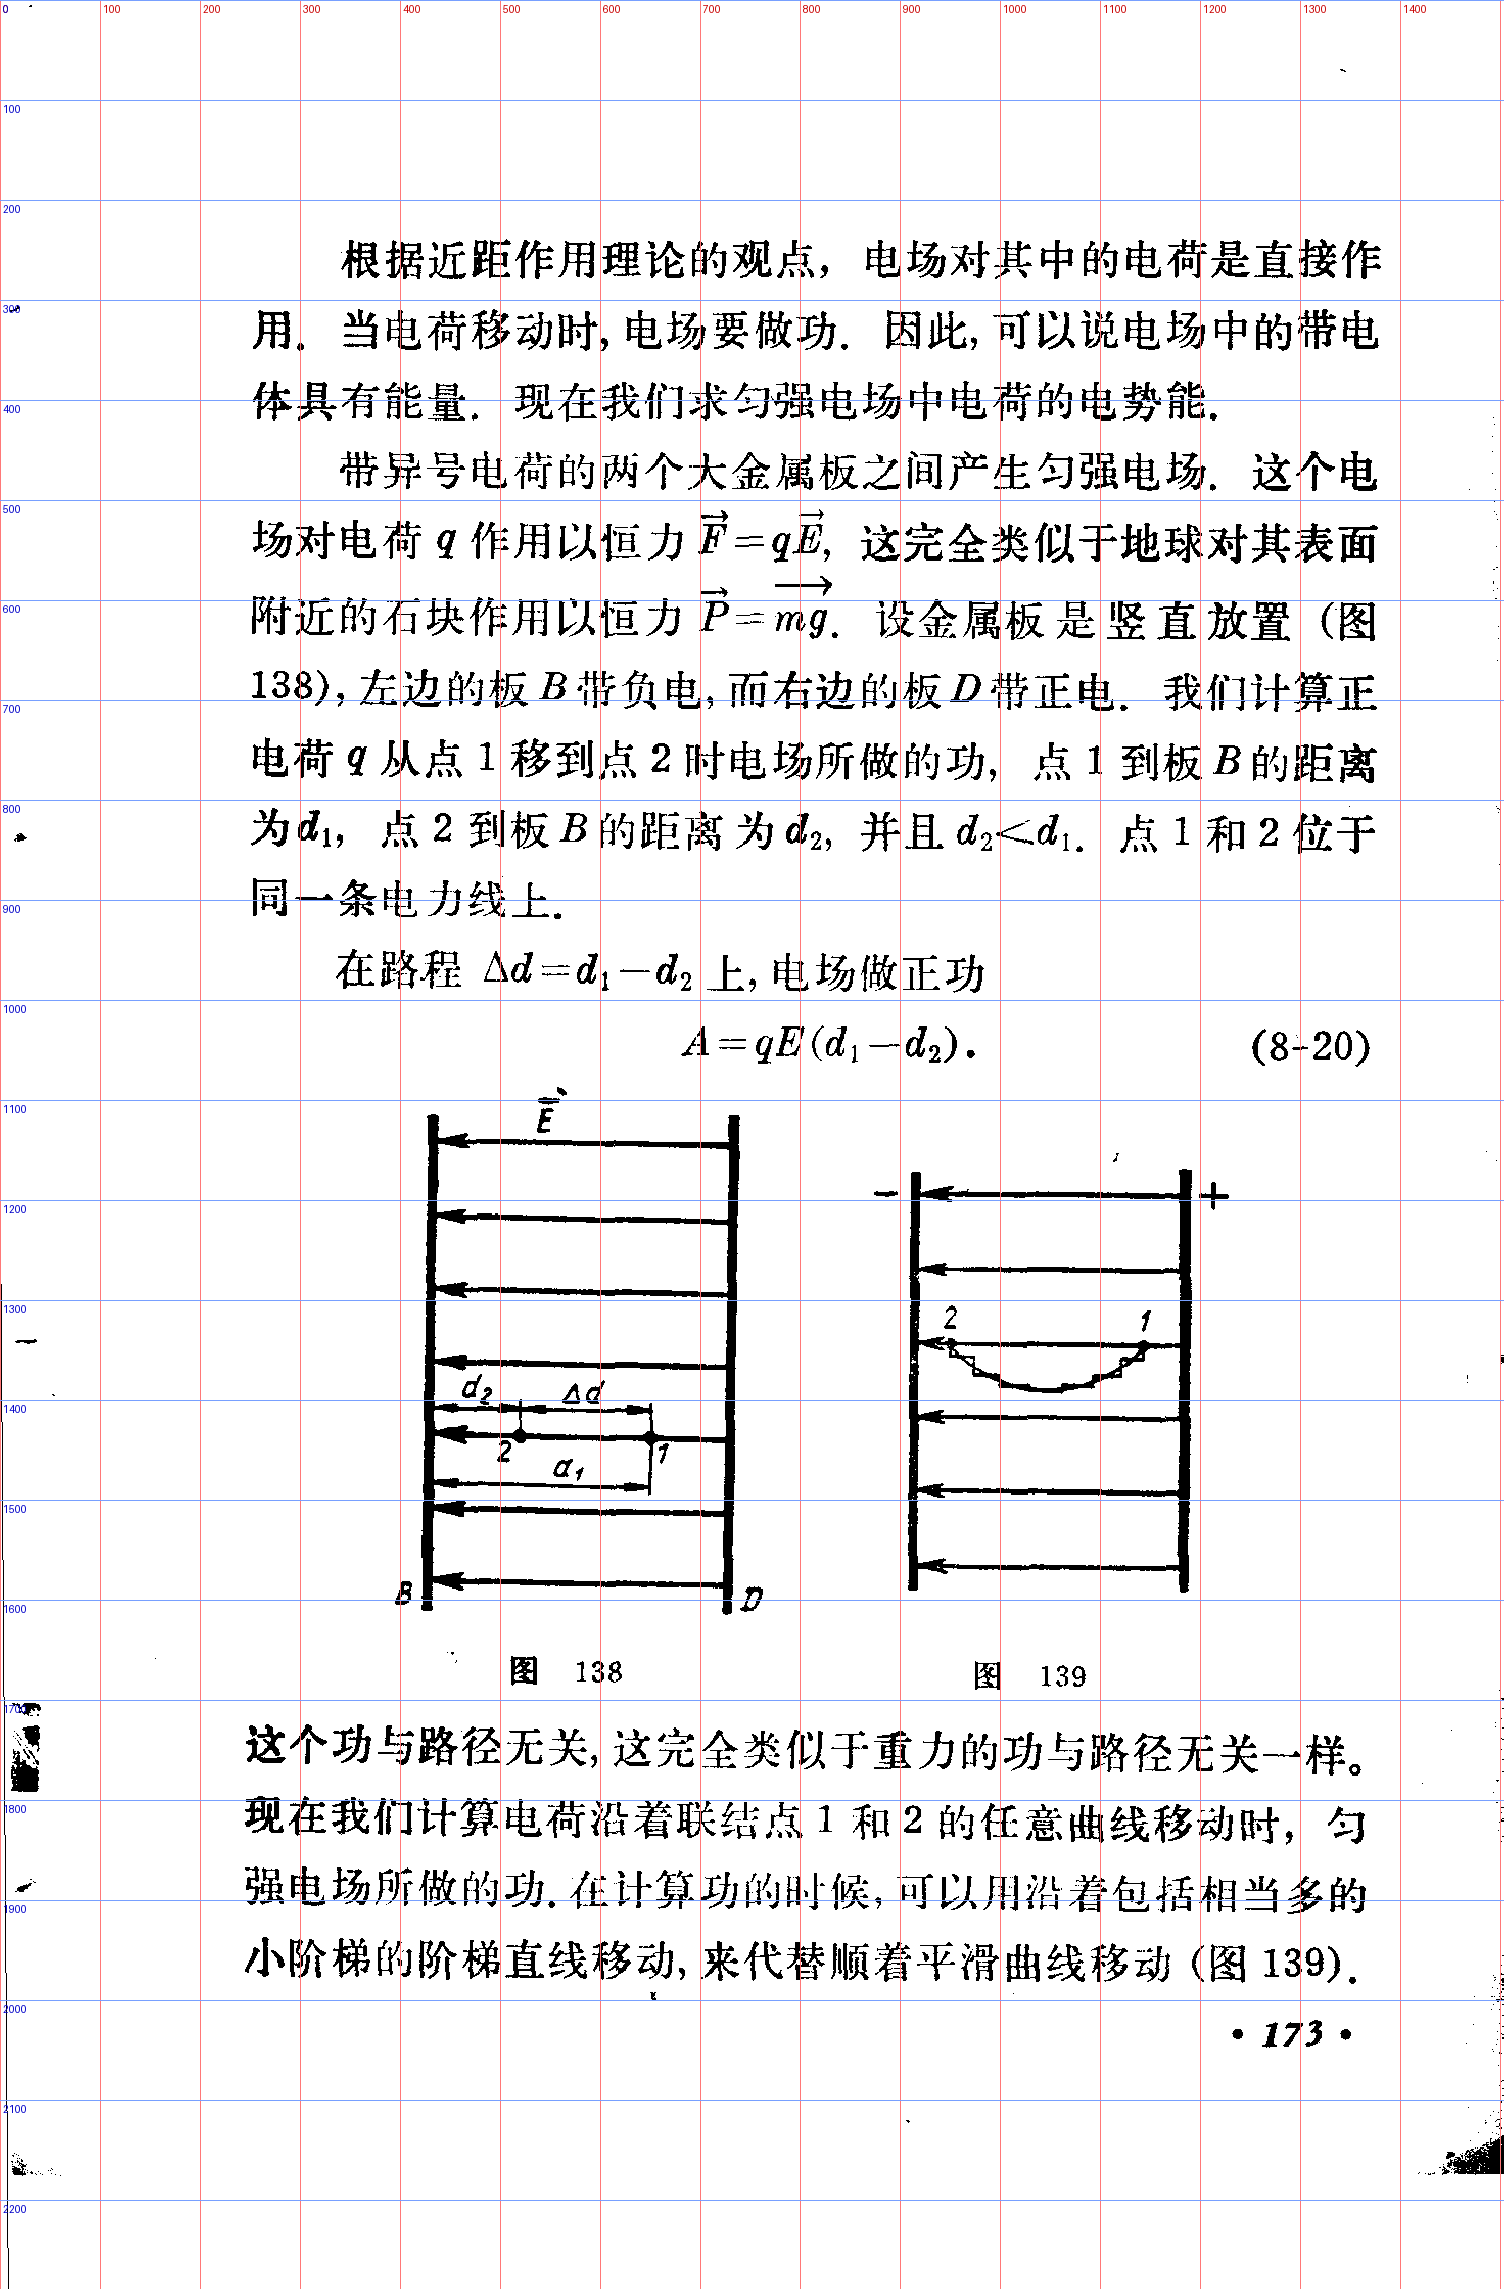 根据近距作用理论的观点，电场对其中的电荷是直接作
用．当电荷移动时，电场要做功．因此，可以说电场中的带电
体具有能量．现在我们求匀强电场中电荷的电势能．
带异号电荷的两个大金属板之间产生匀强电场．这个电
场对电荷 q 作用以恒力 F⃗=qE⃗，这完全类似于地球对其表面
附近的石块作用以恒力 P⃗=m⃗g⃗．设金属板是竖直放置（图
138），左边的板 B 带负电，而右边的板 D 带正电．我们计算正
电荷 q 从点 1 移到点 2 时电场所做的功，点 1 到板 B 的距离
为 d₁，点 2 到板 B 的距离为 d₂，并且 d₂<d₁．点 1 和 2 位于
同一条电力线上．
在路程 Δd=d₁−d₂ 上，电场做正功
A=qE(d₁−d₂)． (8-20)
E⃗
− +
2 1
d₂ Δd
2 1
d₁
B D
图 138 图 139
这个功与路径无关，这完全类似于重力的功与路径无关一样。
现在我们计算电荷沿着联结点 1 和 2 的任意曲线移动时，匀
强电场所做的功．在计算功的时候，可以用沿着包括相当多的
小阶梯的阶梯直线移动，来代替顺着平滑曲线移动（图 139）．
• 173 •